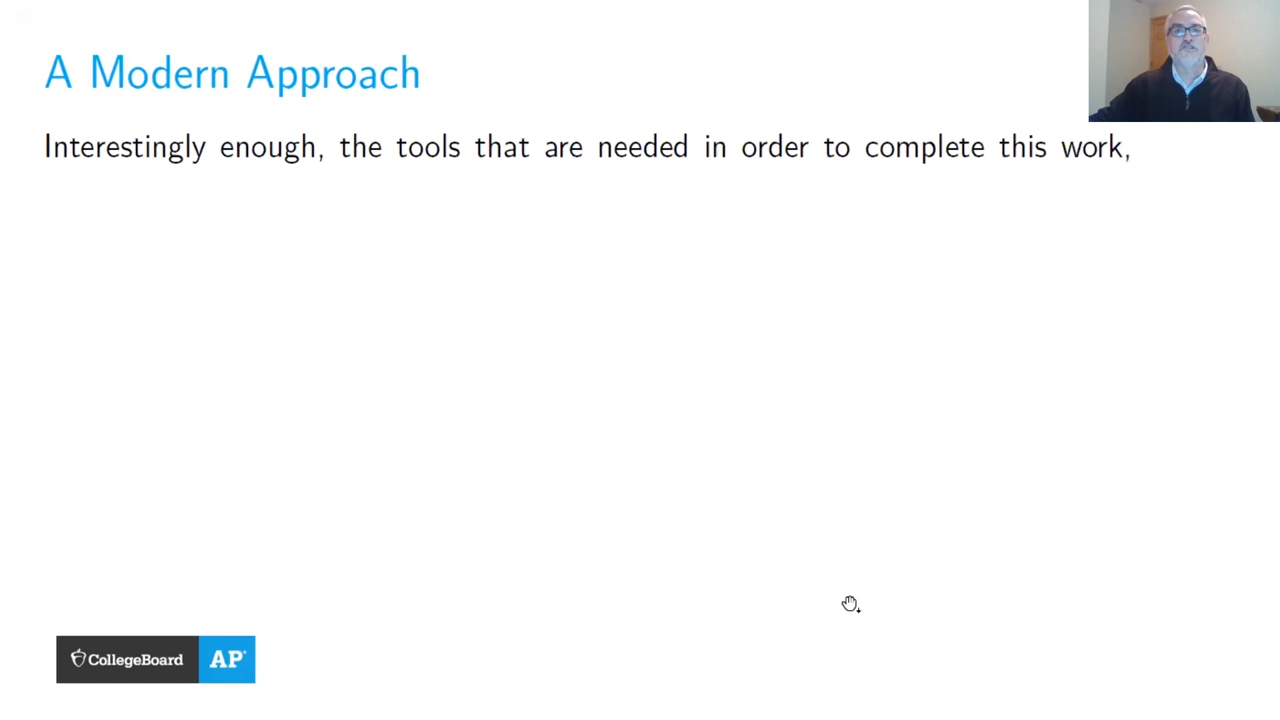 A Modern Approach
Interestingly enough, the tools that are needed in order to complete this work,
CollegeBoard AP®